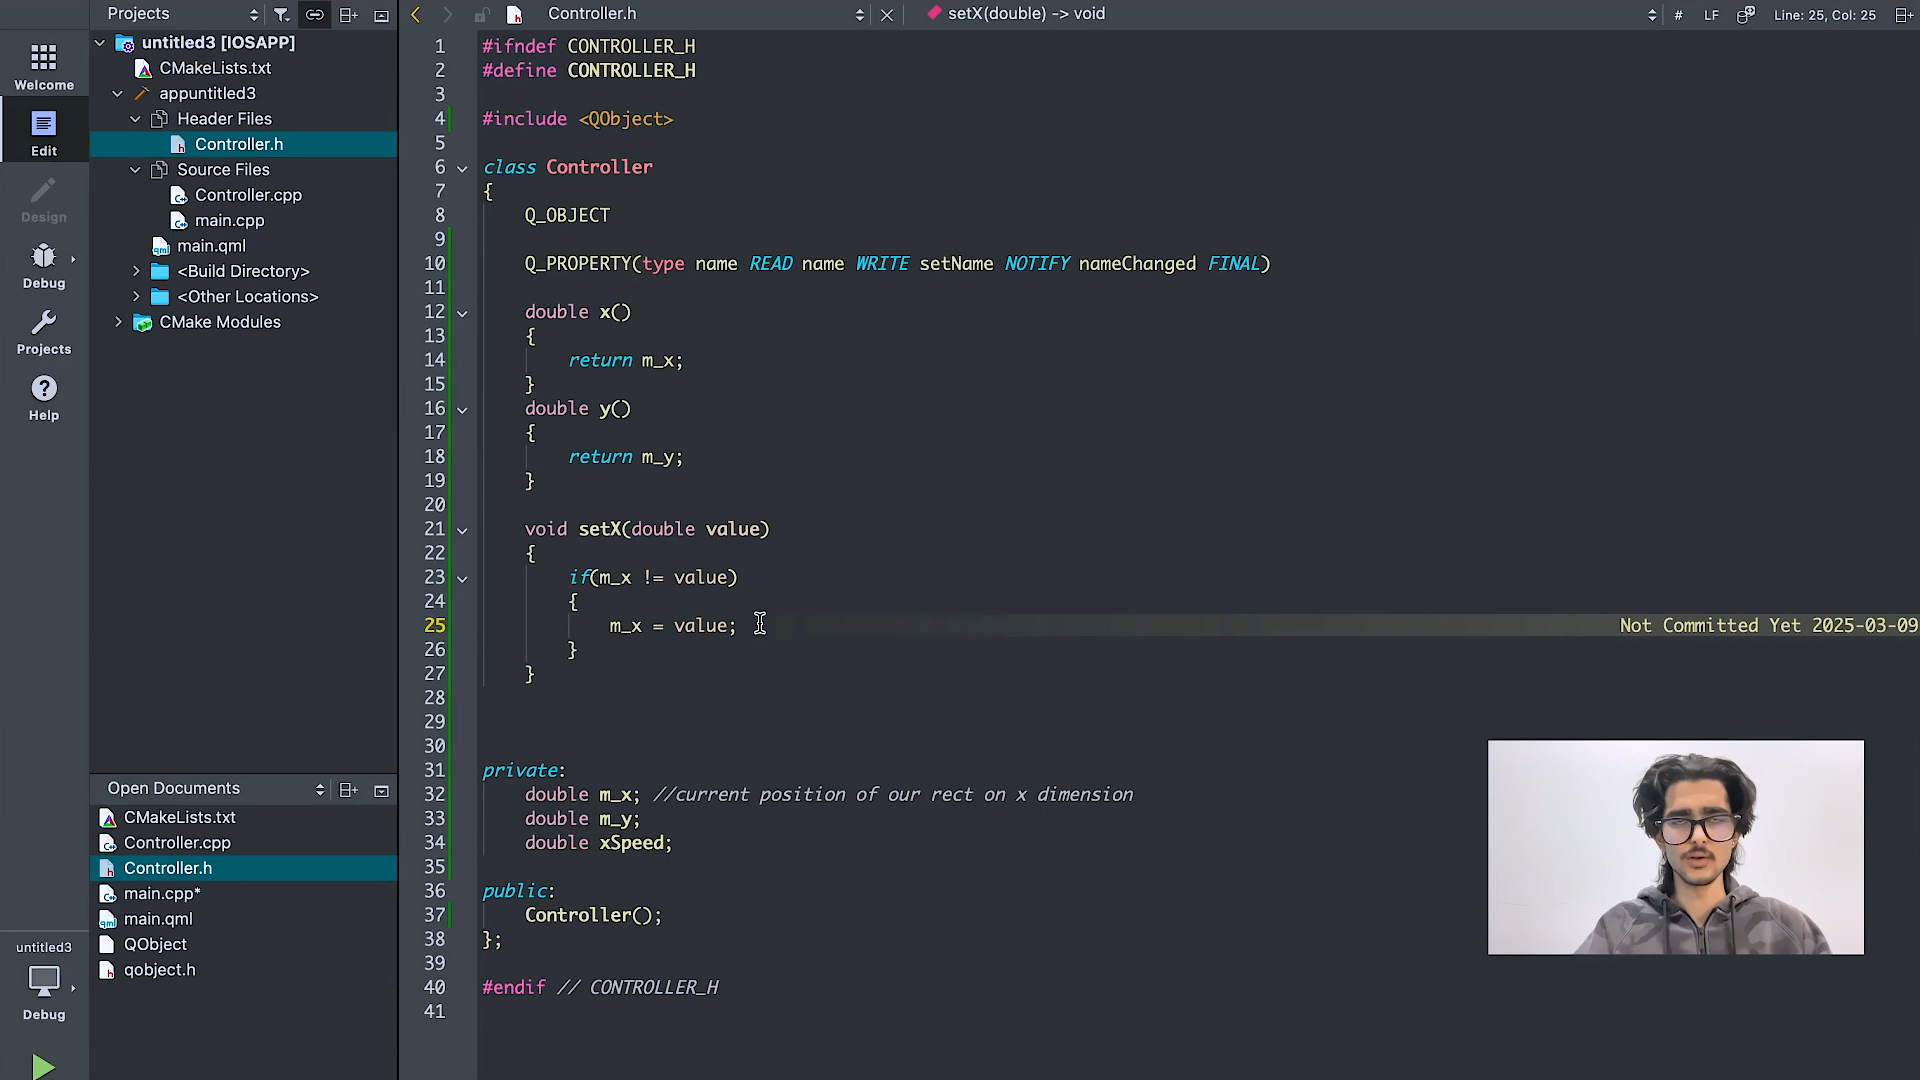 Projects
Controller.h
setX(double) -> void
#
LF
Line: 25, Col: 25
Welcome
Edit
Design
Debug
Projects
Help
untitled3
Debug
untitled3 [IOSAPP]
CMakeLists.txt
appuntitled3
Header Files
Controller.h
Source Files
Controller.cpp
main.cpp
main.qml
<Build Directory>
<Other Locations>
CMake Modules
Open Documents
CMakeLists.txt
Controller.cpp
Controller.h
main.cpp*
main.qml
QObject
qobject.h
1 #ifndef CONTROLLER_H
2 #define CONTROLLER_H
3
4 #include <QObject>
5
6 class Controller
7 {
8 Q_OBJECT
9
10 Q_PROPERTY(type name READ name WRITE setName NOTIFY nameChanged FINAL)
11
12 double x()
13 {
14 return m_x;
15 }
16 double y()
17 {
18 return m_y;
19 }
20
21 void setX(double value)
22 {
23 if(m_x != value)
24 {
25 m_x = value; Not Committed Yet 2025-03-09
26 }
27 }
28
29
30
31 private:
32 double m_x; //current position of our rect on x dimension
33 double m_y;
34 double xSpeed;
35
36 public:
37 Controller();
38 };
39
40 #endif // CONTROLLER_H
41